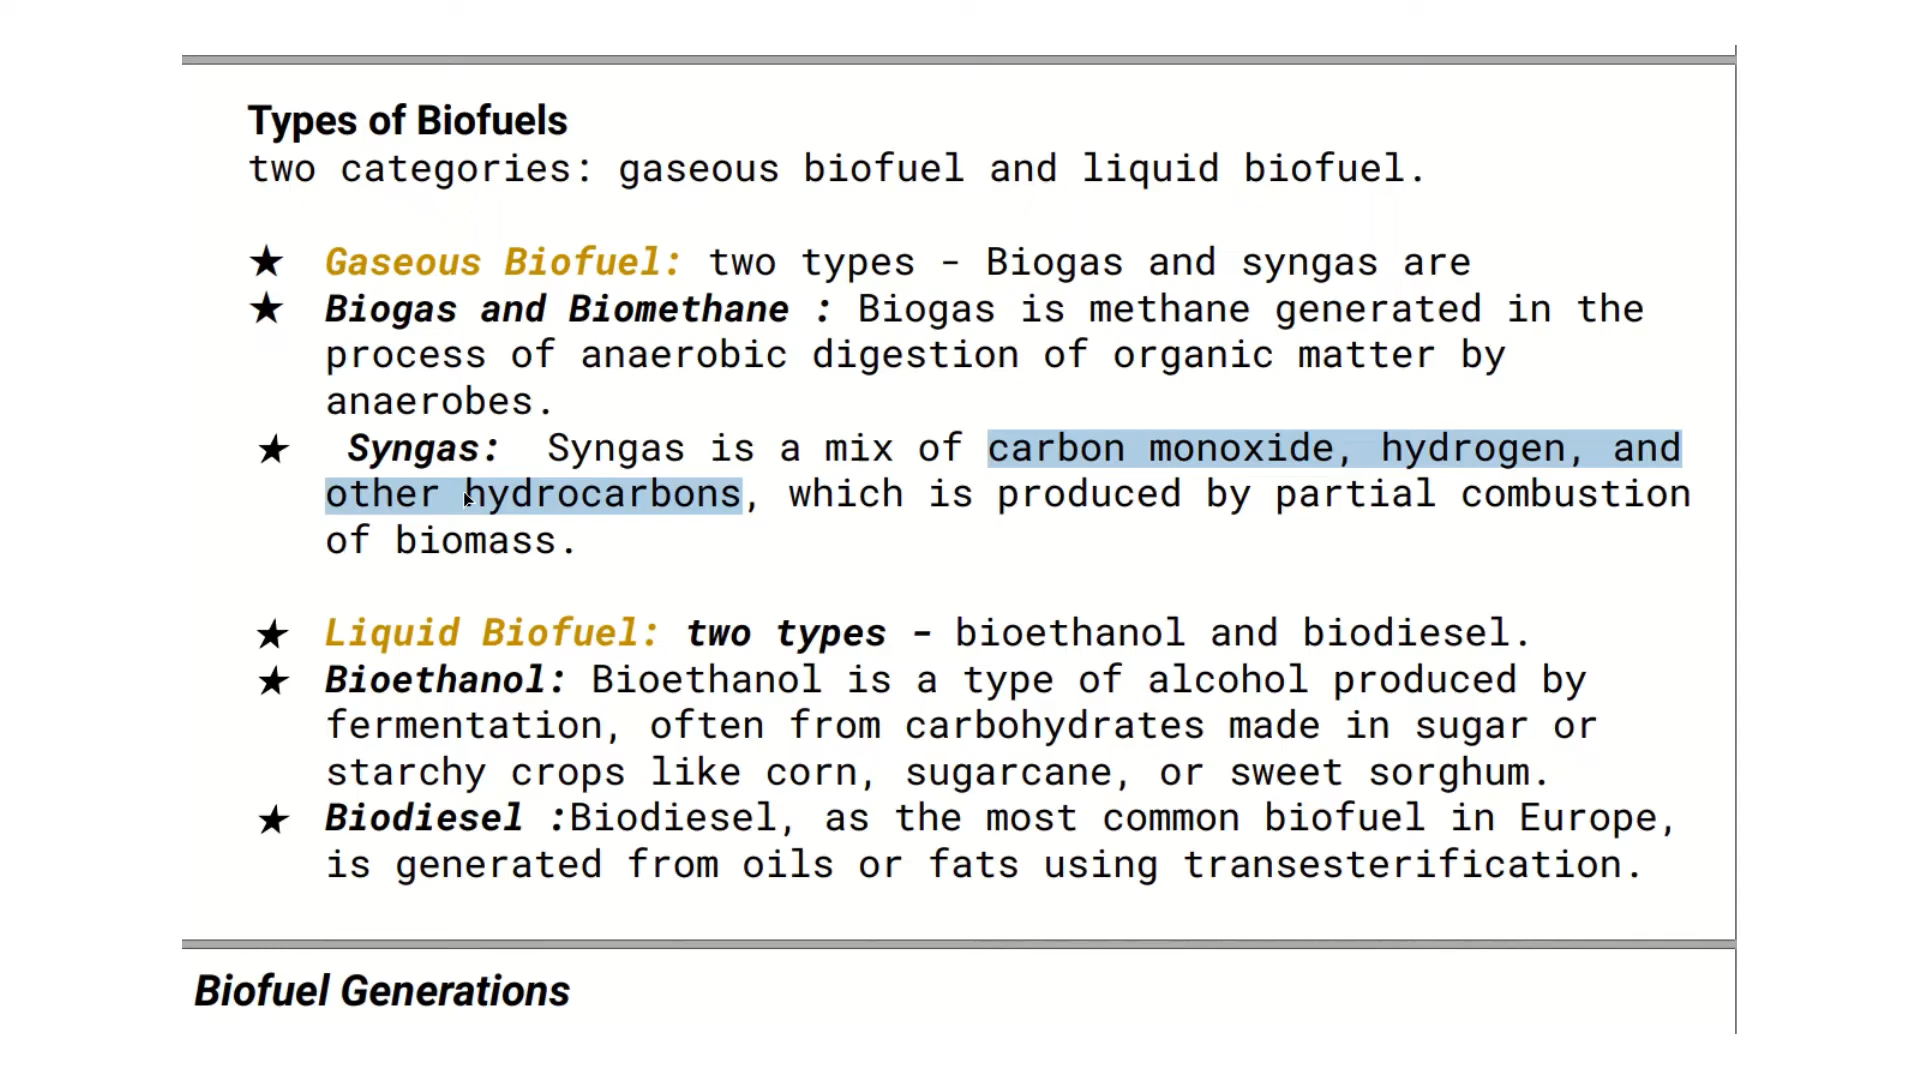 Types of Biofuels
two categories: gaseous biofuel and liquid biofuel.
★ Gaseous Biofuel: two types - Biogas and syngas are
★ Biogas and Biomethane : Biogas is methane generated in the
process of anaerobic digestion of organic matter by
anaerobes.
★ Syngas: Syngas is a mix of carbon monoxide, hydrogen, and
other hydrocarbons, which is produced by partial combustion
of biomass.
★ Liquid Biofuel: two types - bioethanol and biodiesel.
★ Bioethanol: Bioethanol is a type of alcohol produced by
fermentation, often from carbohydrates made in sugar or
starchy crops like corn, sugarcane, or sweet sorghum.
★ Biodiesel :Biodiesel, as the most common biofuel in Europe,
is generated from oils or fats using transesterification.
Biofuel Generations